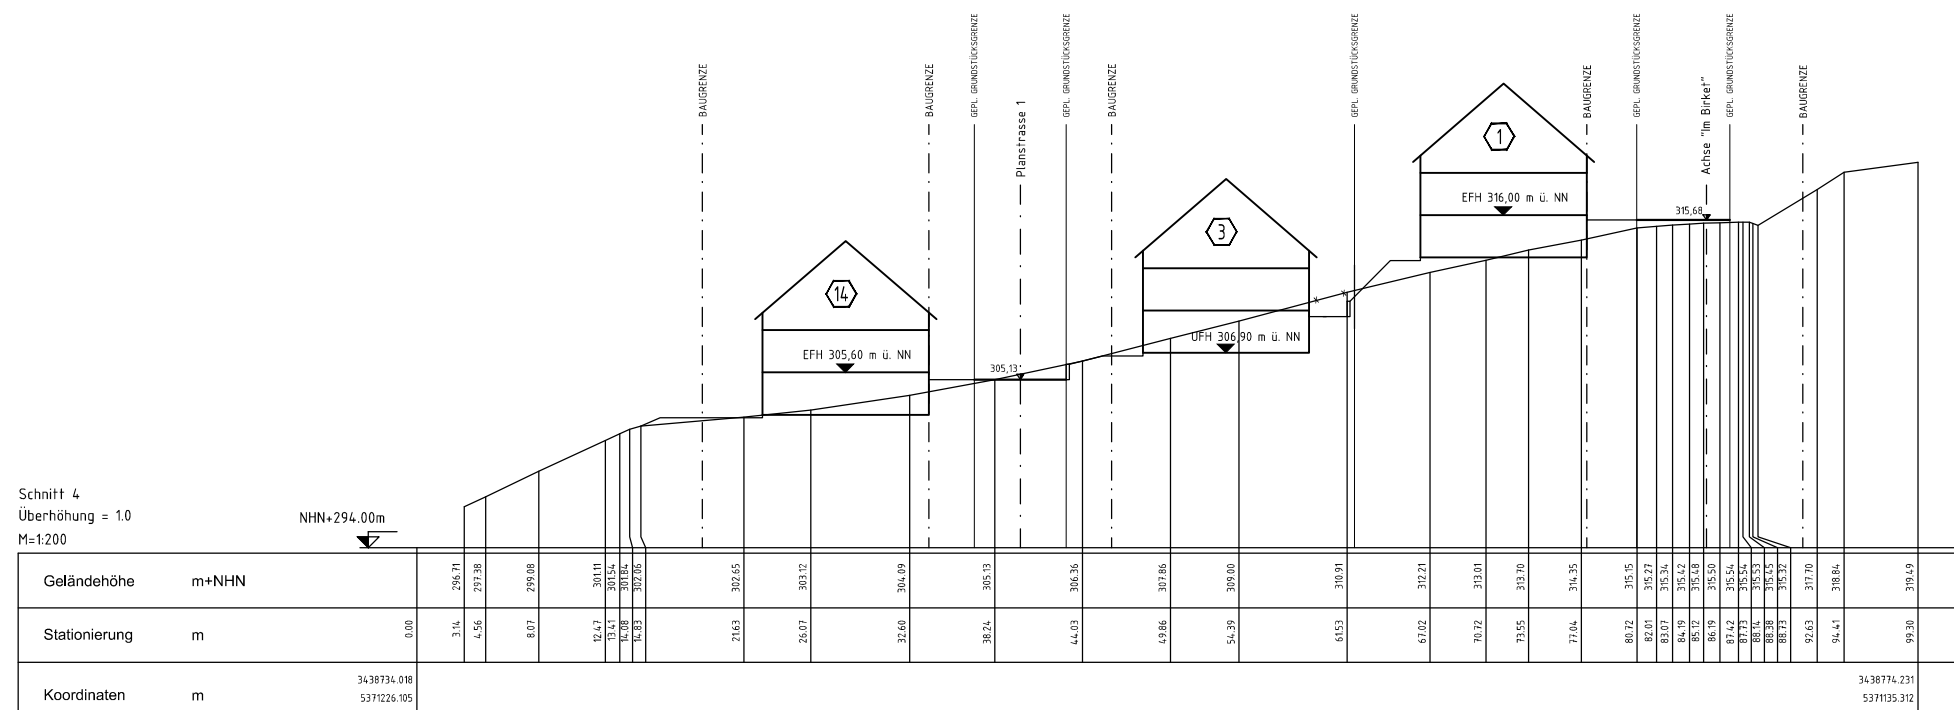 BAUGRENZE
BAUGRENZE
GEPL. GRUNDSTÜCKSGRENZE
Planstrasse 1
GEPL. GRUNDSTÜCKSGRENZE
BAUGRENZE
GEPL. GRUNDSTÜCKSGRENZE
BAUGRENZE
GEPL. GRUNDSTÜCKSGRENZE
Achse "Im Birket"
GEPL. GRUNDSTÜCKSGRENZE
BAUGRENZE
1
EFH 316,00 m ü. NN
315,68
3
UFH 306,90 m ü. NN
14
EFH 305,60 m ü. NN
305,13
Schnitt 4
Überhöhung = 1.0
M=1:200
NHN+294.00m
Geländehöhe m+NHN 296.71 297.38 299.08 301.11 301.54 301.84 302.06 302.65 303.12 304.09 305.13 306.36 307.86 309.00 310.91 312.21 313.01 313.70 314.35 315.15 315.27 315.34 315.42 315.48 315.50 315.54 315.54 315.53 315.45 315.32 317.70 318.84 319.49
Stationierung m 0.00 3.14 4.56 8.07 12.47 13.41 14.08 14.83 21.63 26.07 32.60 38.24 44.03 49.86 54.39 61.53 67.02 70.72 73.55 77.04 80.72 82.01 83.07 84.19 85.12 86.19 87.42 87.73 88.14 88.38 88.73 92.63 94.41 99.30
Koordinaten m
3438734.018
5371226.105
3438774.231
5371135.312